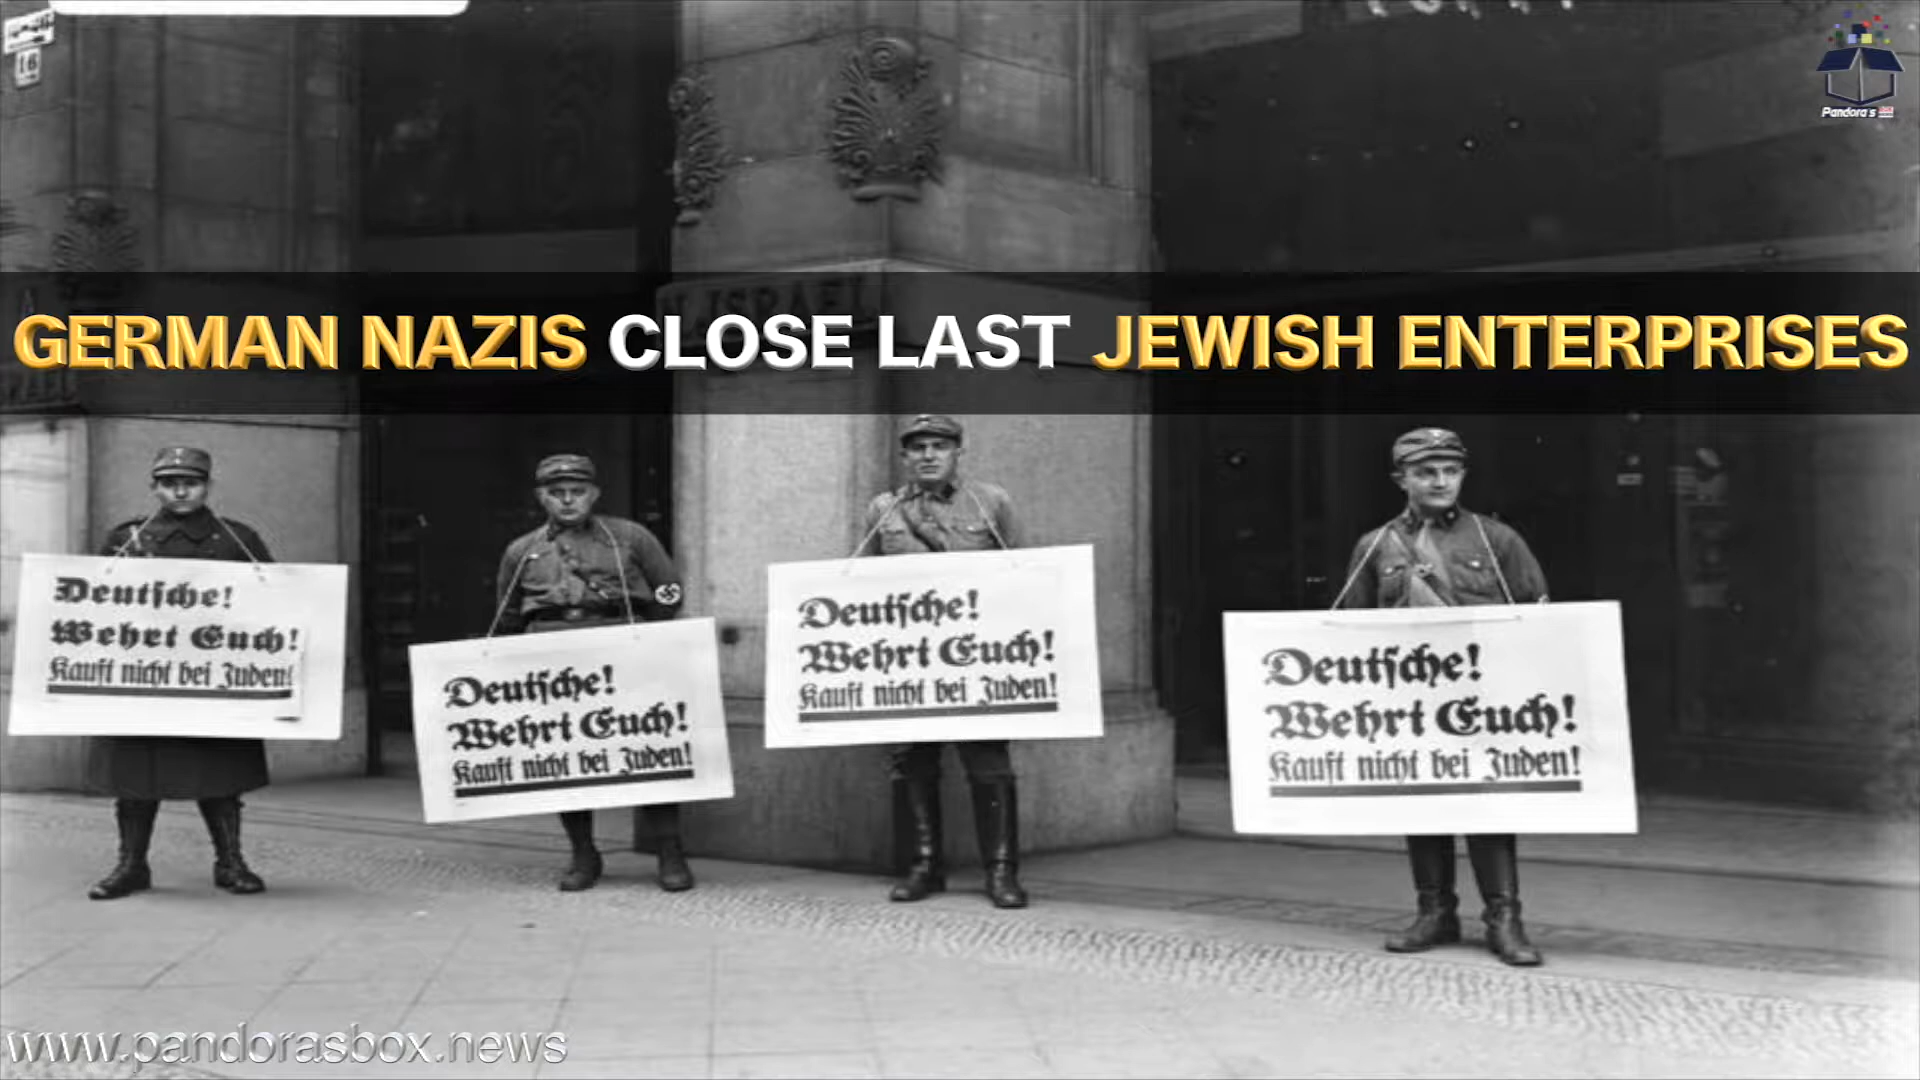 16
Pandora's
N. ISRAEL
GERMAN NAZIS CLOSE LAST JEWISH ENTERPRISES
Deutsche!
Wehrt Euch!
Kauft nicht bei Juden!
Deutsche!
Wehrt Euch!
Kauft nicht bei Juden!
Deutsche!
Wehrt Euch!
Kauft nicht bei Juden!
Deutsche!
Wehrt Euch!
Kauft nicht bei Juden!
www.pandorasbox.news